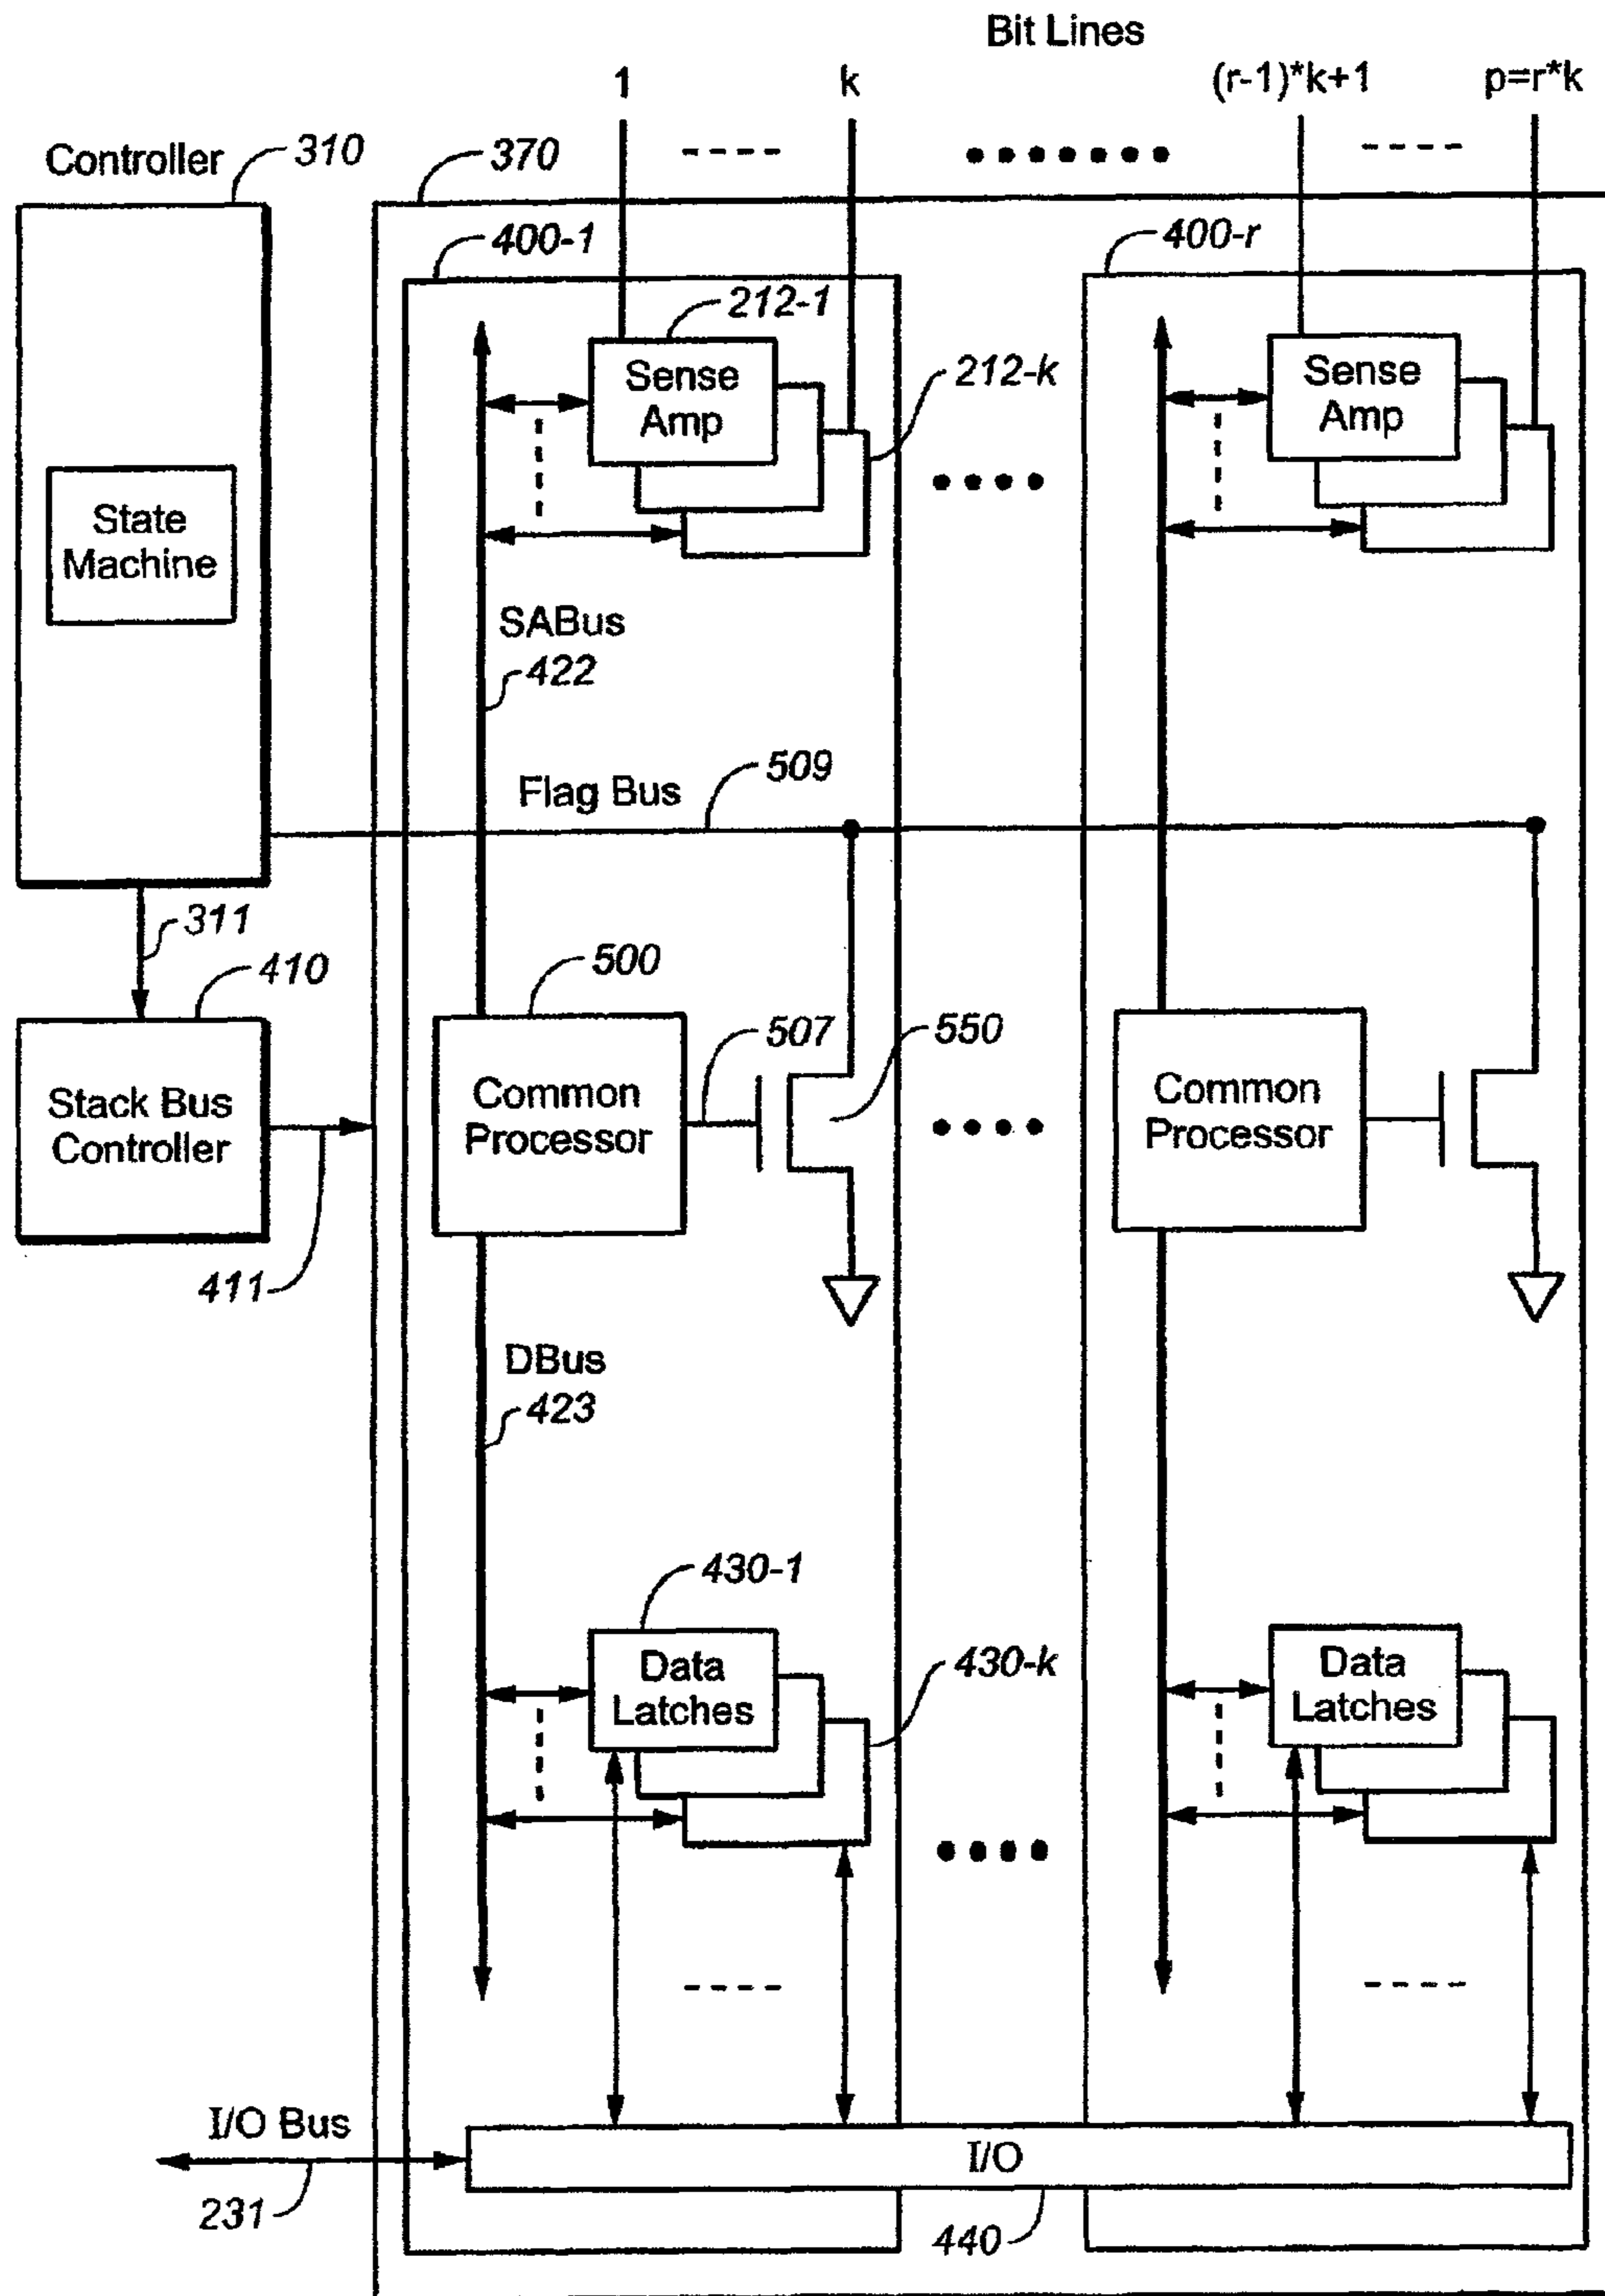 Bit Lines
1
k
(r-1)*k+1
p=r*k
Controller
310
370
400-1
400-r
212-1
Sense
Amp
212-k
Sense
Amp
State
Machine
SABus
422
Flag Bus
509
311
410
500
507
550
Stack Bus
Controller
Common
Processor
Common
Processor
411
DBus
423
430-1
Data
Latches
430-k
Data
Latches
I/O Bus
231
I/O
440